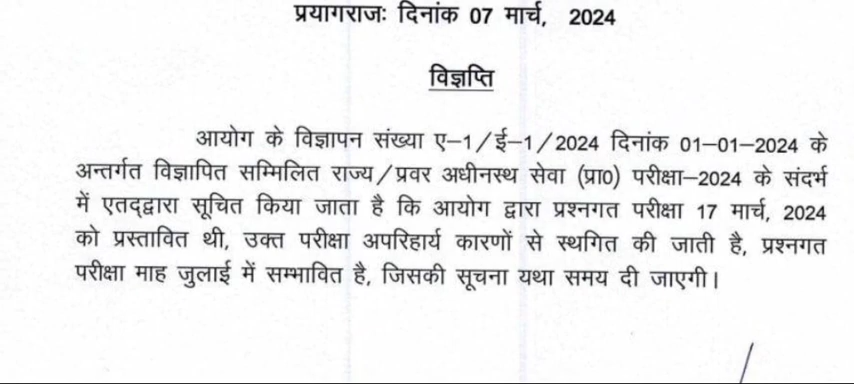 प्रयागराजः दिनांक 07 मार्च, 2024
विज्ञप्ति
आयोग के विज्ञापन संख्या ए–1/ई–1/2024 दिनांक 01–01–2024 के
अन्तर्गत विज्ञापित सम्मिलित राज्य/प्रवर अधीनस्थ सेवा (प्रा0) परीक्षा–2024 के संदर्भ
में एतद्द्वारा सूचित किया जाता है कि आयोग द्वारा प्रश्नगत परीक्षा 17 मार्च, 2024
को प्रस्तावित थी, उक्त परीक्षा अपरिहार्य कारणों से स्थगित की जाती है, प्रश्नगत
परीक्षा माह जुलाई में सम्भावित है, जिसकी सूचना यथा समय दी जाएगी।